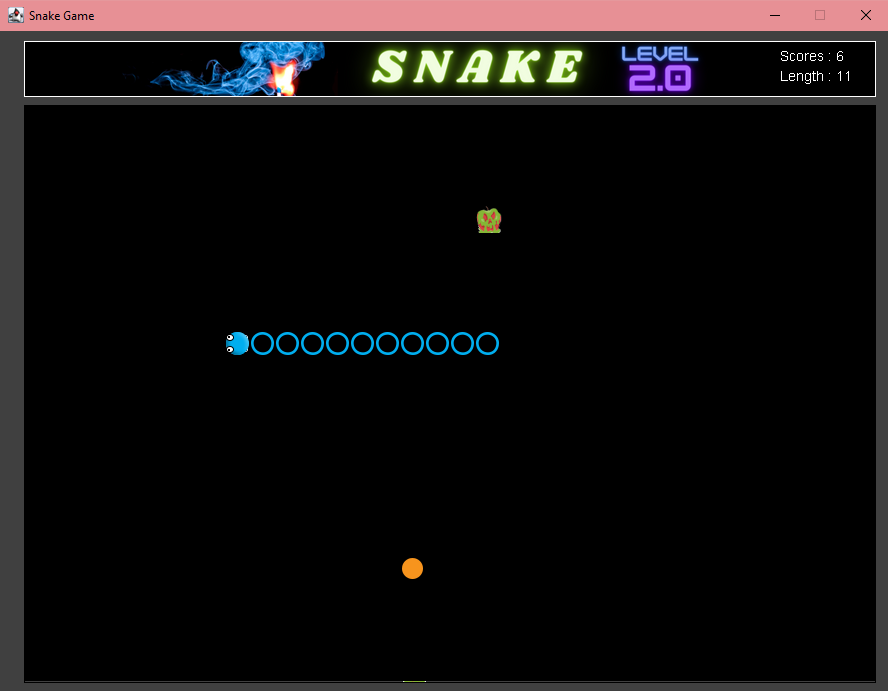 Snake Game
SNAKE
LEVEL
2.0
Scores : 6
Length : 11